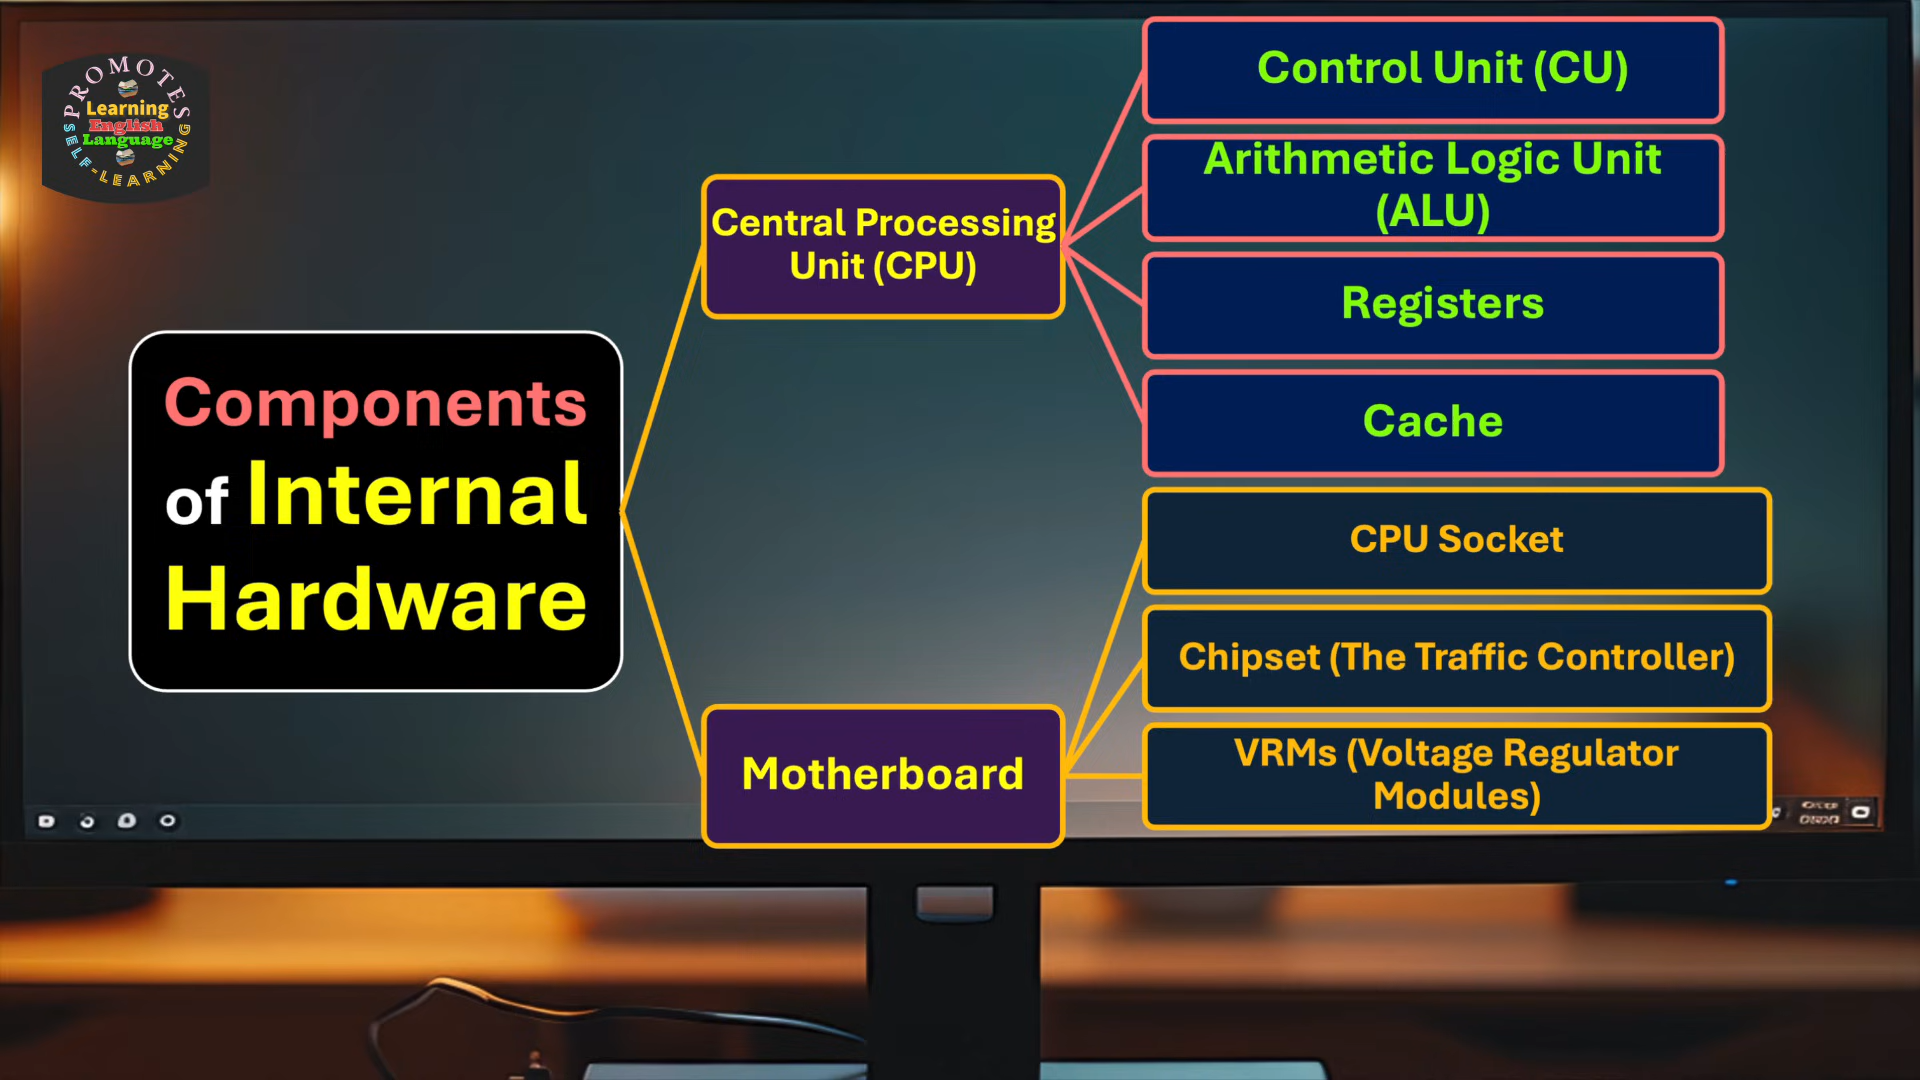 PROMOTES
Learning
English
Language
SELF-LEARNING
Components
of Internal
Hardware
Central Processing
Unit (CPU)
Control Unit (CU)
Arithmetic Logic Unit
(ALU)
Registers
Cache
Motherboard
CPU Socket
Chipset (The Traffic Controller)
VRMs (Voltage Regulator
Modules)